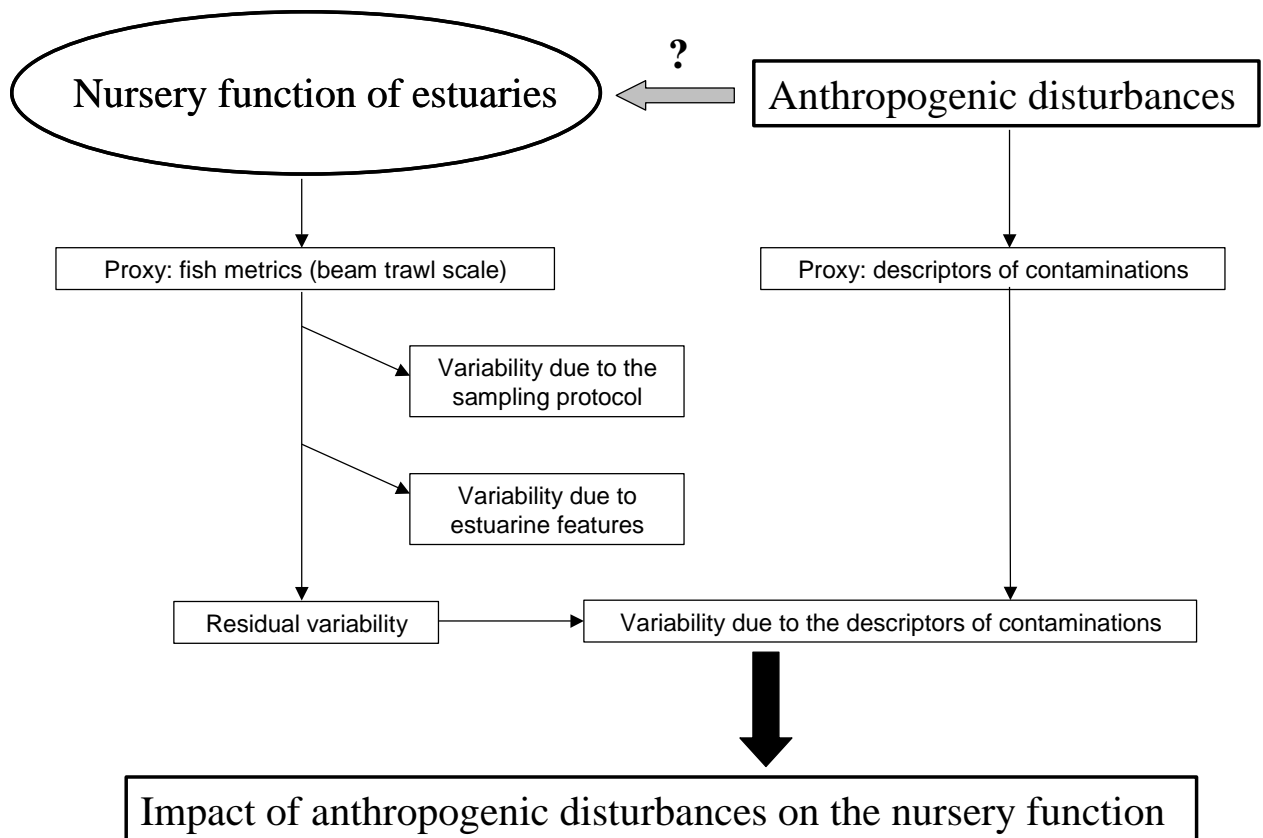 ?
Nursery function of estuaries
Anthropogenic disturbances
Proxy: fish metrics (beam trawl scale)
Proxy: descriptors of contaminations
Variability due to the
sampling protocol
Variability due to
estuarine features
Residual variability
Variability due to the descriptors of contaminations
Impact of anthropogenic disturbances on the nursery function